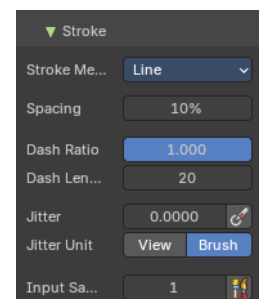 Stroke
Stroke Me... Line
Spacing 10%
Dash Ratio 1.000
Dash Len... 20
Jitter 0.0000
Jitter Unit View Brush
Input Sa... 1